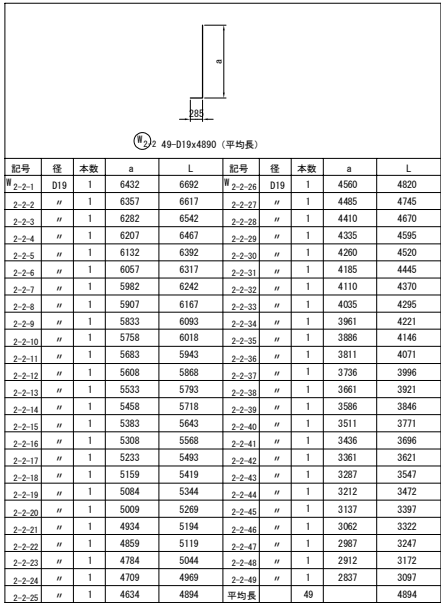 a
285
W2-2 49-D19x4890 (平均長)
記号 径 本数 a L 記号 径 本数 a L
W2-2-1 D19 1 6432 6692 W2-2-26 D19 1 4560 4820
2-2-2 〃 1 6357 6617 2-2-27 〃 1 4485 4745
2-2-3 〃 1 6282 6542 2-2-28 〃 1 4410 4670
2-2-4 〃 1 6207 6467 2-2-29 〃 1 4335 4595
2-2-5 〃 1 6132 6392 2-2-30 〃 1 4260 4520
2-2-6 〃 1 6057 6317 2-2-31 〃 1 4185 4445
2-2-7 〃 1 5982 6242 2-2-32 〃 1 4110 4370
2-2-8 〃 1 5907 6167 2-2-33 〃 1 4035 4295
2-2-9 〃 1 5833 6093 2-2-34 〃 1 3961 4221
2-2-10 〃 1 5758 6018 2-2-35 〃 1 3886 4146
2-2-11 〃 1 5683 5943 2-2-36 〃 1 3811 4071
2-2-12 〃 1 5608 5868 2-2-37 〃 1 3736 3996
2-2-13 〃 1 5533 5793 2-2-38 〃 1 3661 3921
2-2-14 〃 1 5458 5718 2-2-39 〃 1 3586 3846
2-2-15 〃 1 5383 5643 2-2-40 〃 1 3511 3771
2-2-16 〃 1 5308 5568 2-2-41 〃 1 3436 3696
2-2-17 〃 1 5233 5493 2-2-42 〃 1 3361 3621
2-2-18 〃 1 5159 5419 2-2-43 〃 1 3287 3547
2-2-19 〃 1 5084 5344 2-2-44 〃 1 3212 3472
2-2-20 〃 1 5009 5269 2-2-45 〃 1 3137 3397
2-2-21 〃 1 4934 5194 2-2-46 〃 1 3062 3322
2-2-22 〃 1 4859 5119 2-2-47 〃 1 2987 3247
2-2-23 〃 1 4784 5044 2-2-48 〃 1 2912 3172
2-2-24 〃 1 4709 4969 2-2-49 〃 1 2837 3097
2-2-25 〃 1 4634 4894 平均長 49 4894